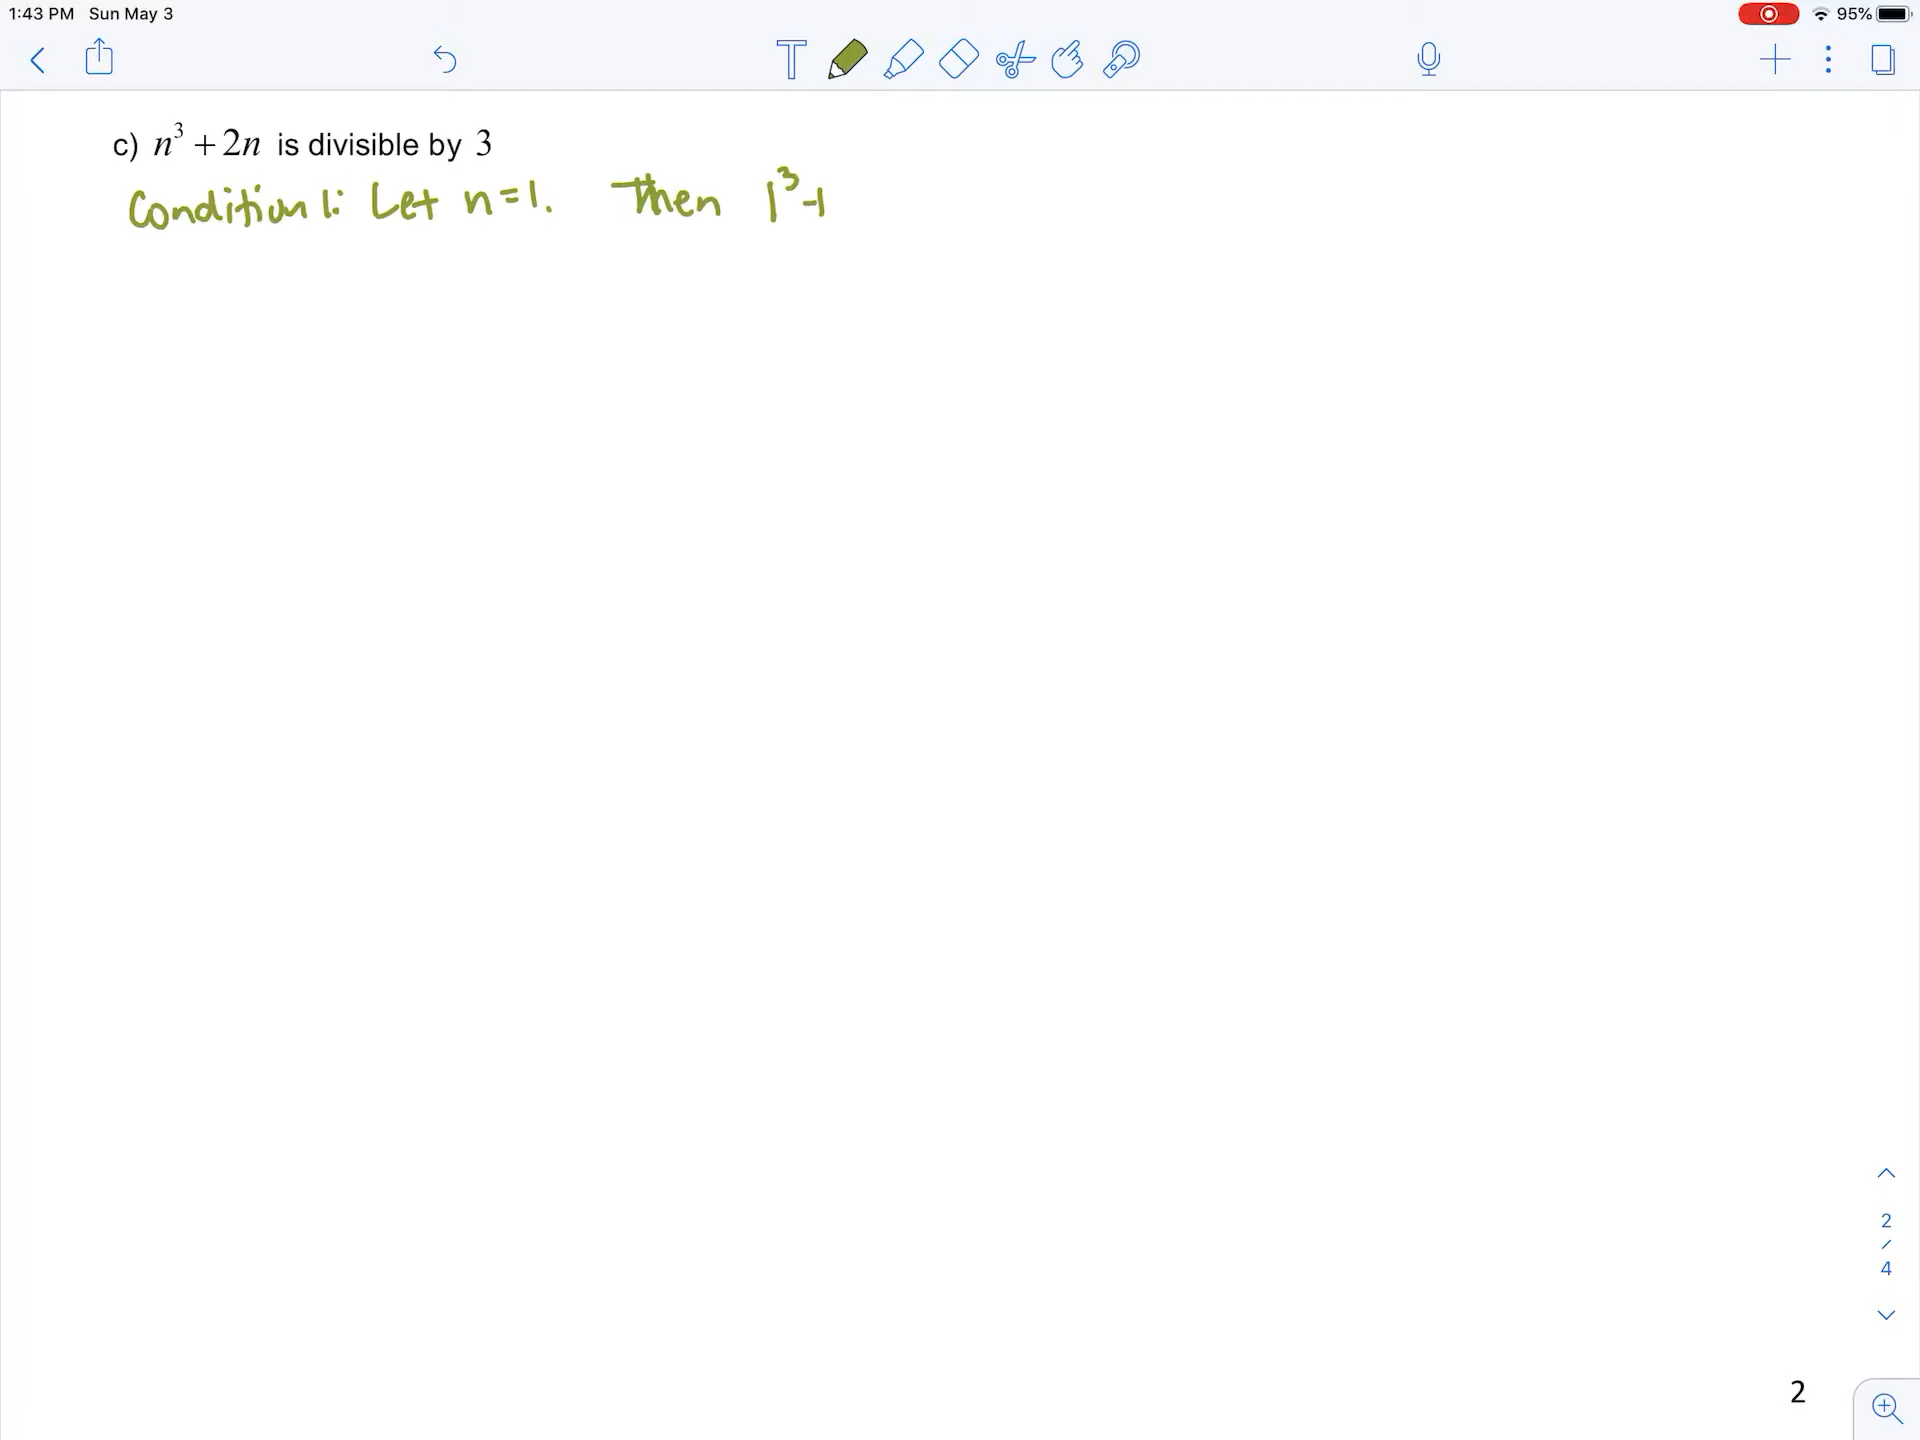 1:43 PM Sun May 3
95%
c) n³ + 2n is divisible by 3
Condition 1: Let n=1. Then 1³-1
2
/
4
2